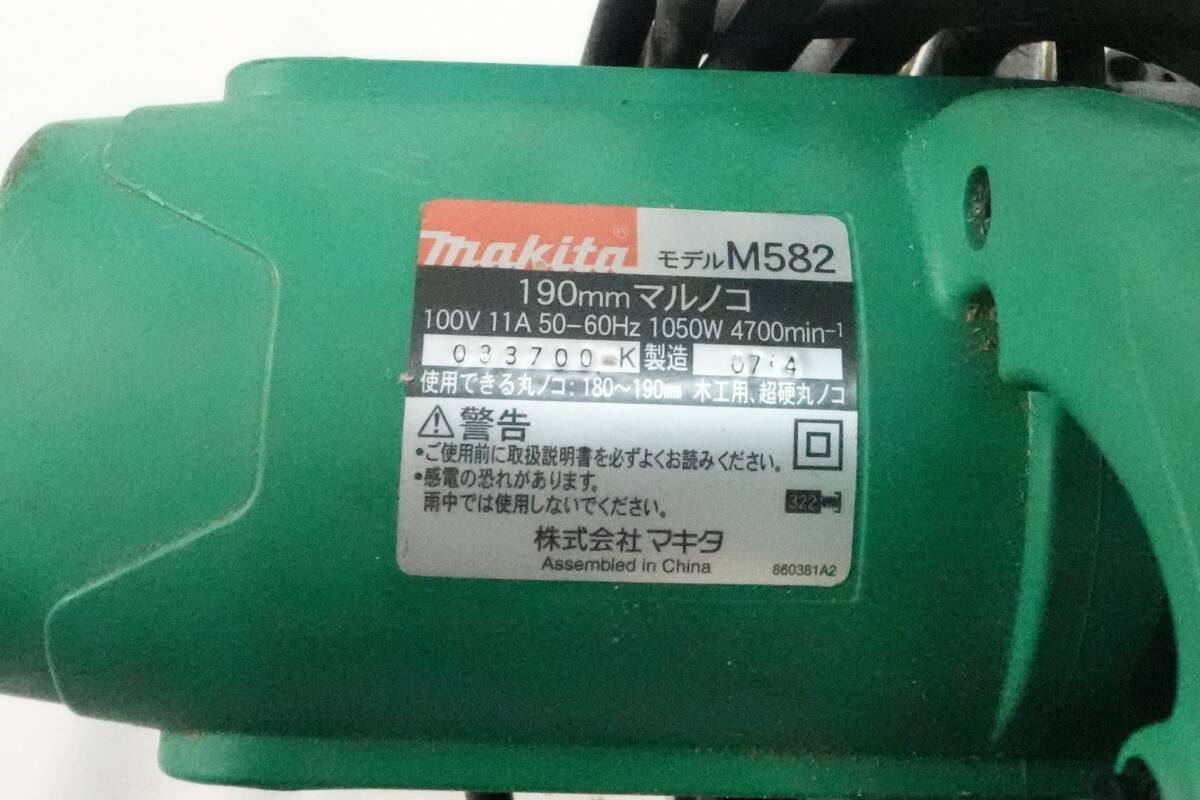 makita®
モデルM582
190mmマルノコ
100V 11A 50−60Hz 1050W 4700min⁻¹
033700 K 製造 07・4
使用できる丸ノコ：180〜190㎜ 木工用、超硬丸ノコ
⚠警告
•ご使用前に取扱説明書を必ずよくお読みください。
•感電の恐れがあります。
雨中では使用しないでください。
322
株式会社 マキタ
Assembled in China
860381A2